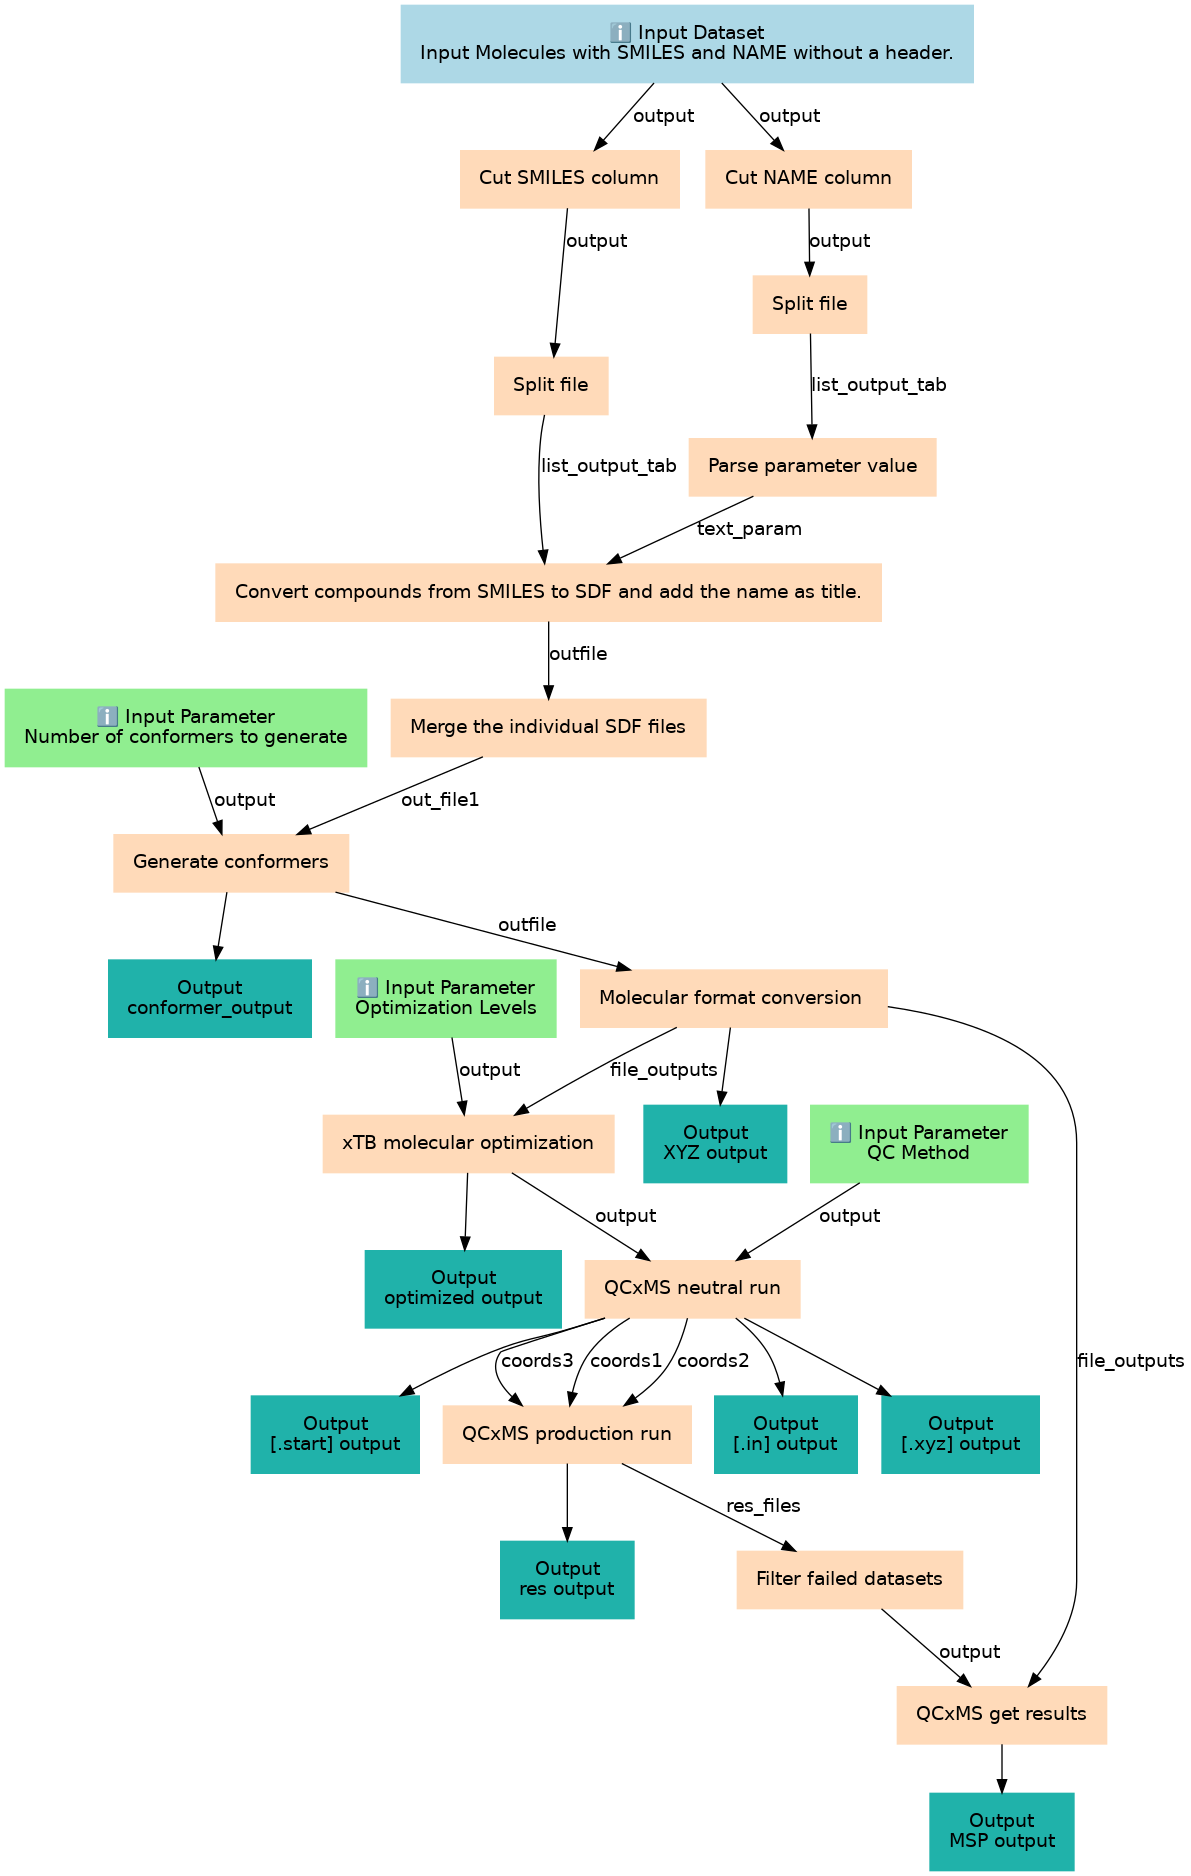 ℹ️ Input Dataset
Input Molecules with SMILES and NAME without a header.
output
output
Cut SMILES column
Cut NAME column
output
output
Split file
list_output_tab
Split file
list_output_tab
Parse parameter value
text_param
Convert compounds from SMILES to SDF and add the name as title.
outfile
ℹ️ Input Parameter
Number of conformers to generate
Merge the individual SDF files
output
out_file1
Generate conformers
outfile
Output
conformer_output
ℹ️ Input Parameter
Optimization Levels
Molecular format conversion
output
file_outputs
xTB molecular optimization
Output
XYZ output
ℹ️ Input Parameter
QC Method
output
output
Output
optimized output
QCxMS neutral run
coords3
coords1
coords2
file_outputs
Output
[.start] output
QCxMS production run
Output
[.in] output
Output
[.xyz] output
res_files
Output
res output
Filter failed datasets
output
QCxMS get results
Output
MSP output